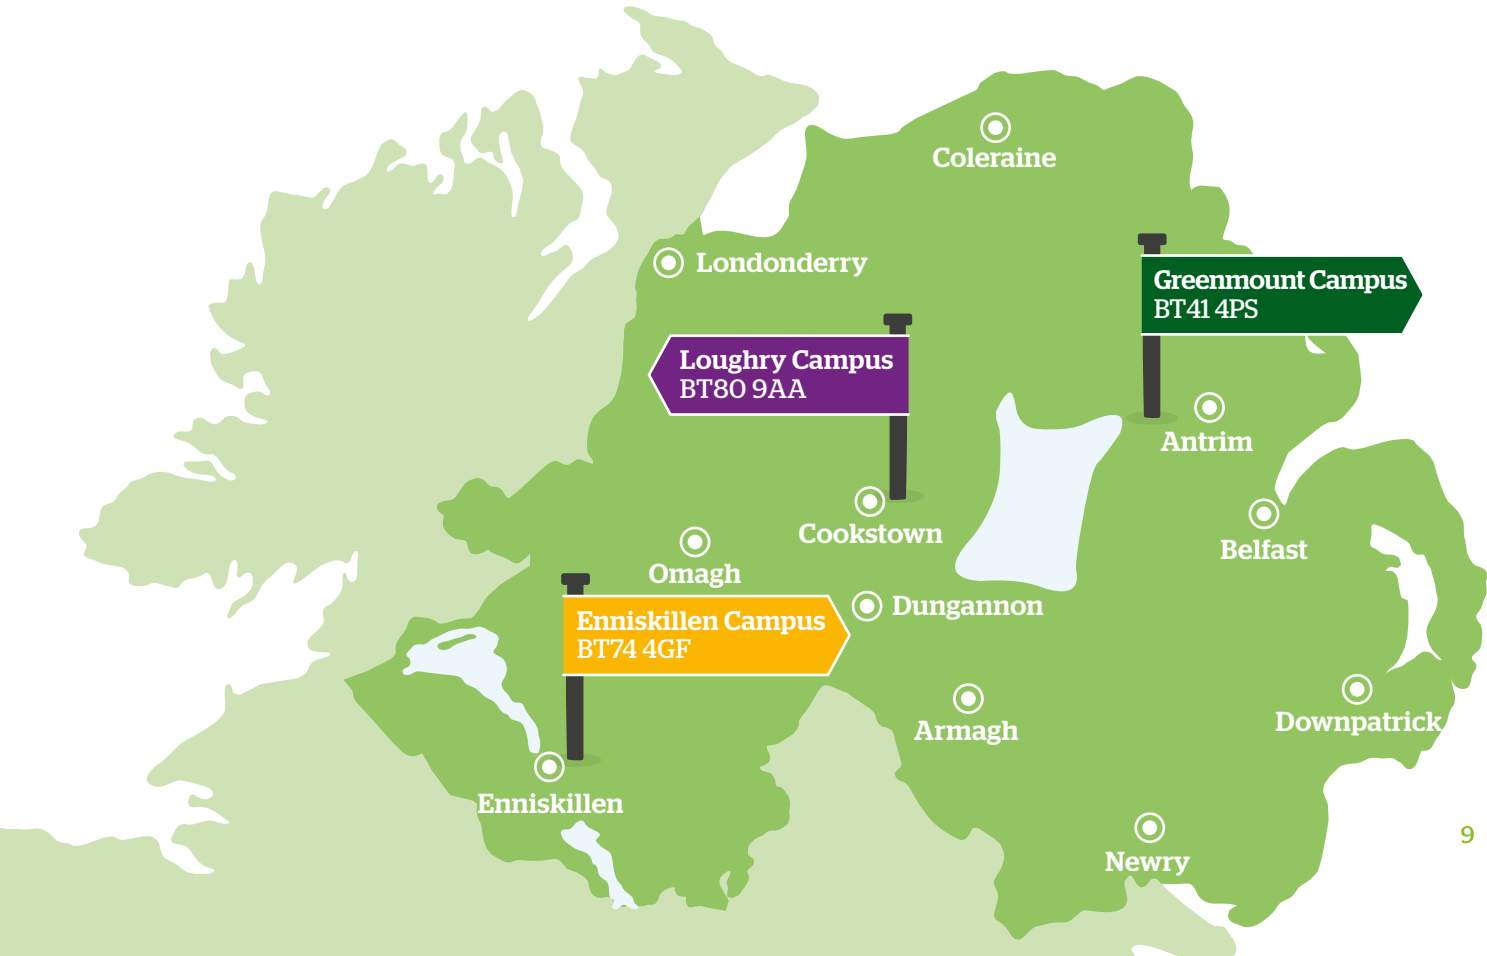 Coleraine
Londonderry
Greenmount Campus
BT41 4PS
Loughry Campus
BT80 9AA
Antrim
Cookstown
Belfast
Omagh
Dungannon
Enniskillen Campus
BT74 4GF
Armagh
Downpatrick
Enniskillen
Newry
9